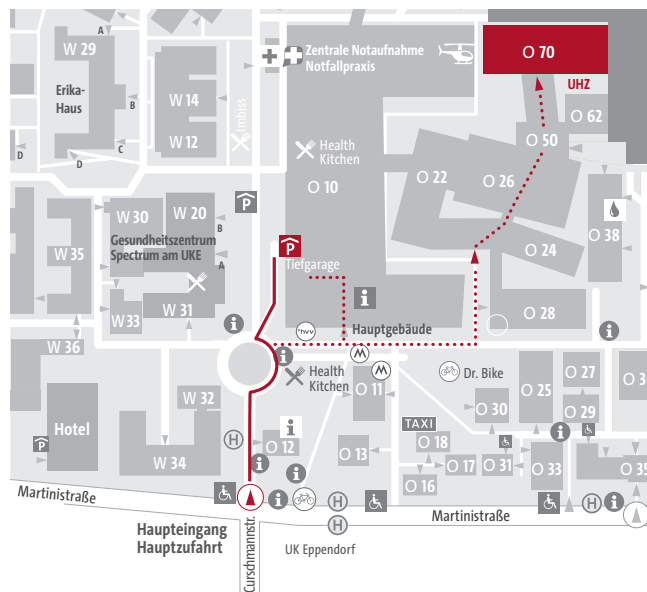 A
W 29
Erika-
Haus
B
C
D
D
W 14
W 12
Imbiss
Zentrale Notaufnahme
Notfallpraxis
O 70
UHZ
O 62
O 50
Health
Kitchen
O 10
O 22
O 26
O 24
O 38
O 28
W 30
W 20
B
Gesundheitszentrum
Spectrum am UKE
A
W 35
W 33
W 31
P
P
Tiefgarage
i
Hauptgebäude
hvv
i
i
i
W 36
Health
Kitchen
O 11
Dr. Bike
O 25
O 27
O 29
O 30
Hotel
P
W 32
W 34
H
i
O 12
i
i
O 13
TAXI
O 18
O 17
O 16
O 31
O 33
i
O 35
Martinistraße
i
H
H
Martinistraße
H
i
Haupteingang
Hauptzufahrt
Curschmannstr.
UK Eppendorf